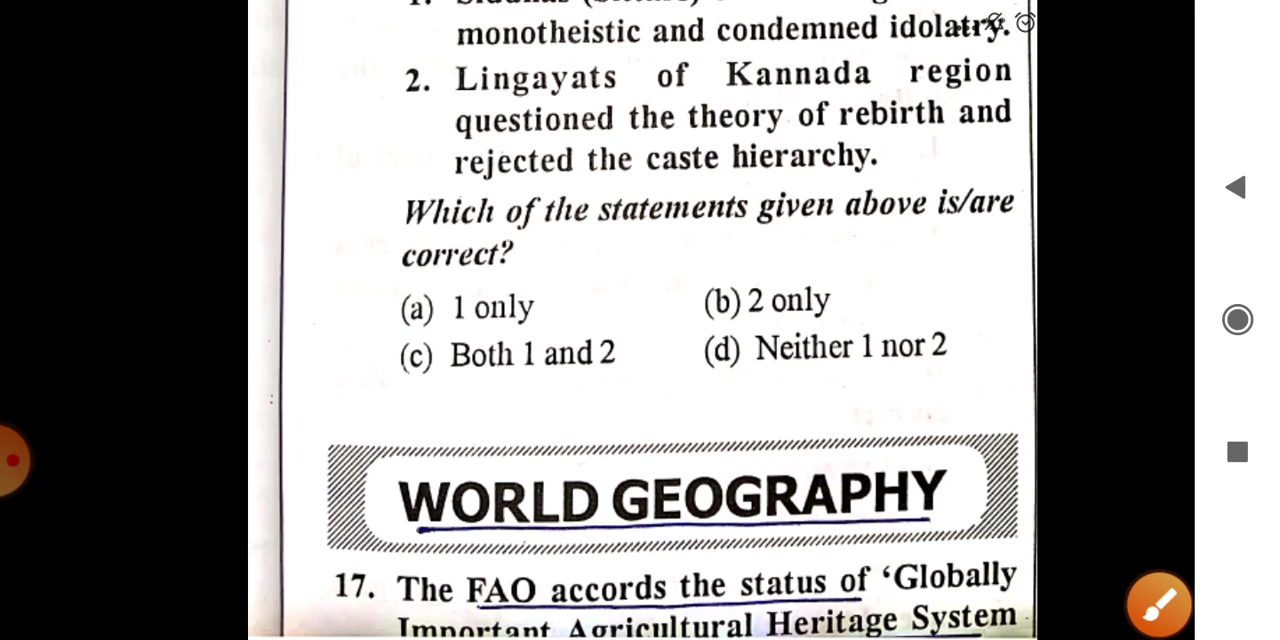 monotheistic and condemned idolatry.
2. Lingayats of Kannada region
questioned the theory of rebirth and
rejected the caste hierarchy.
Which of the statements given above is/are
correct?
(a) 1 only (b) 2 only
(c) Both 1 and 2 (d) Neither 1 nor 2
WORLD GEOGRAPHY
17. The FAO accords the status of ‘Globally
Important Agricultural Heritage System